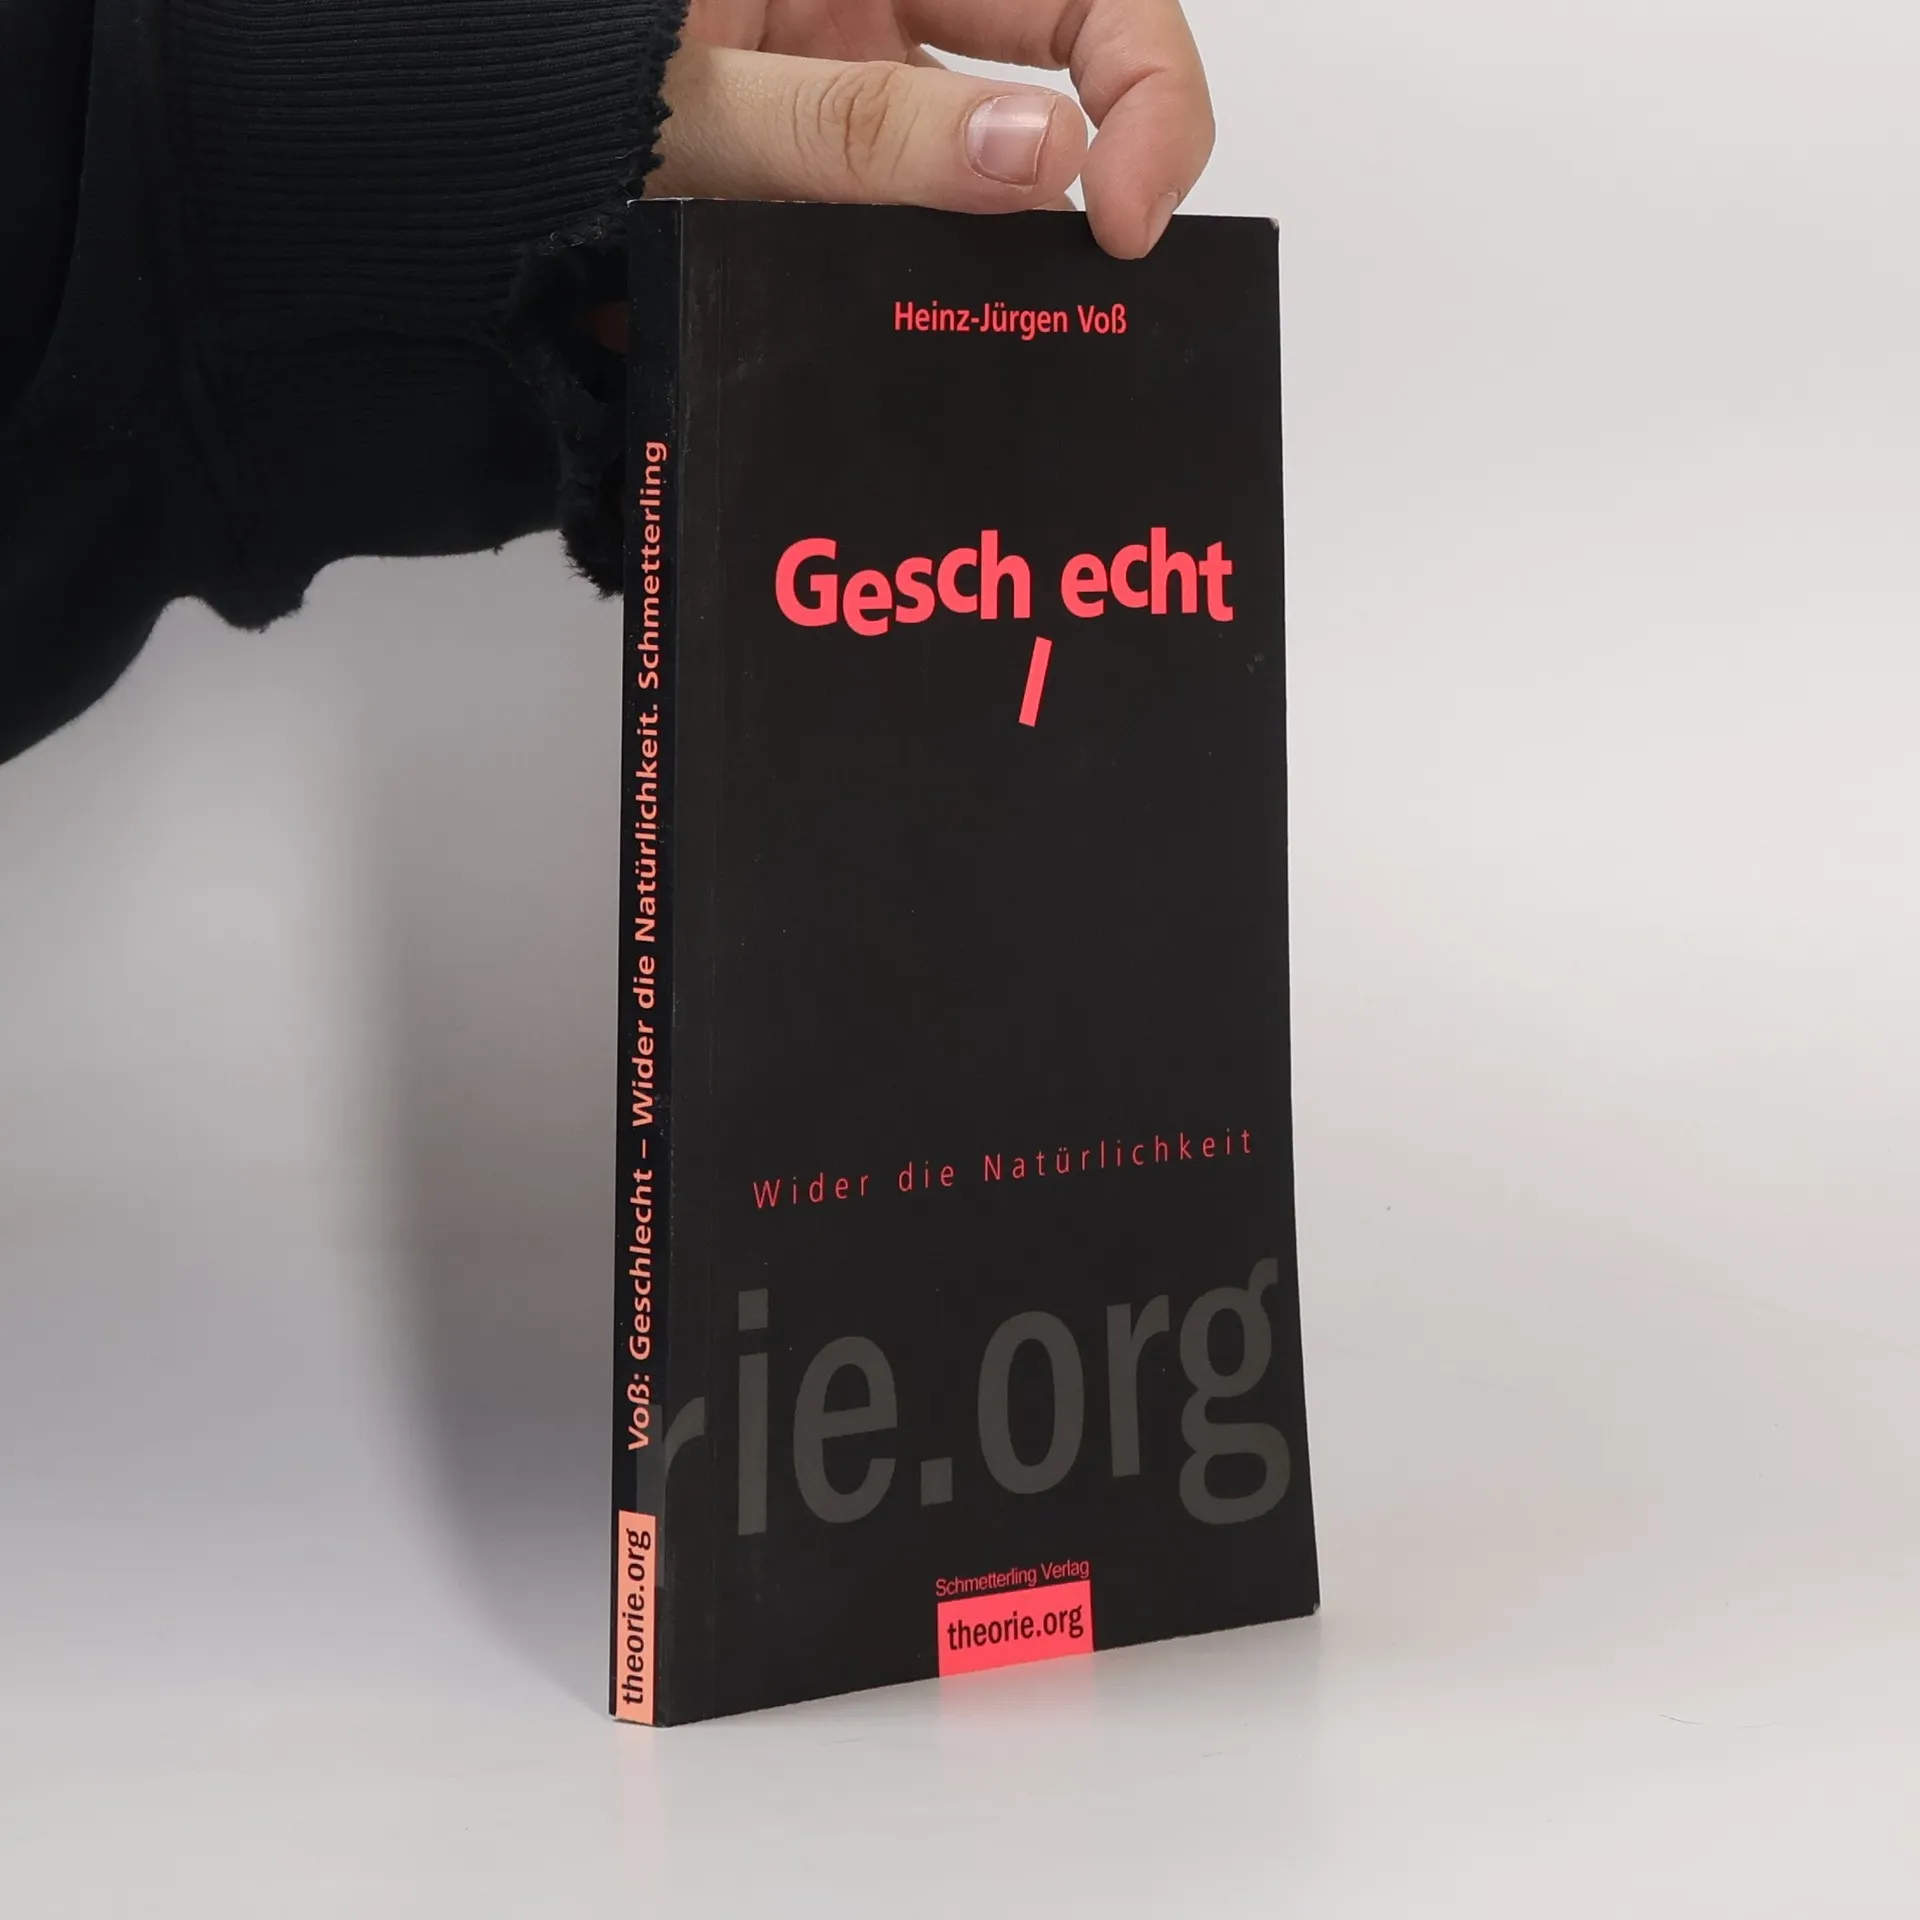 Heinz-Jürgen Voß
Gesch echt
l
Wider die Natürlichkeit
rie.org
Schmetterling Verlag
theorie.org
Voß: Geschlecht – Wider die Natürlichkeit. Schmetterling
theorie.org